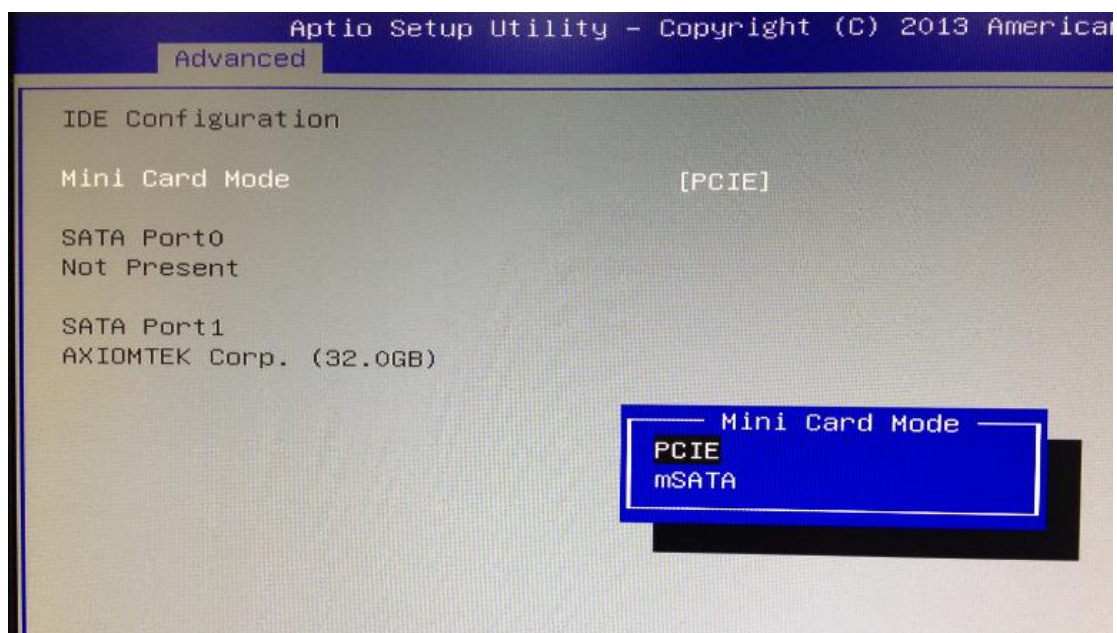 Aptio Setup Utility – Copyright (C) 2013 American
Advanced
IDE Configuration
Mini Card Mode [PCIE]
SATA Port0
Not Present
SATA Port1
AXIOMTEK Corp. (32.0GB)
Mini Card Mode
PCIE
mSATA